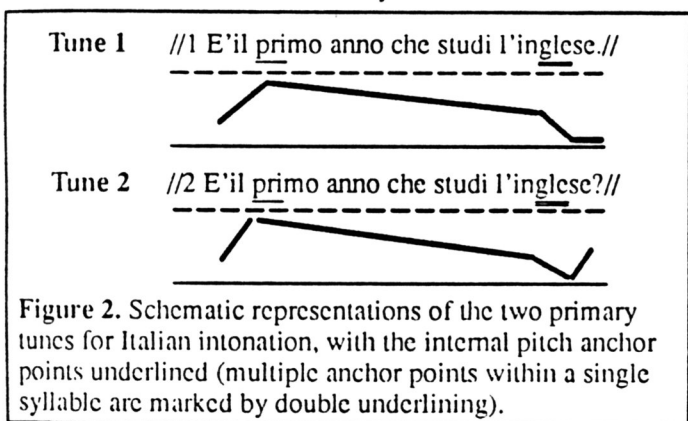 Tune 1 //1 E'il primo anno che studi l'inglese.//
Tune 2 //2 E'il primo anno che studi l'inglese?//
Figure 2. Schematic representations of the two primary
tunes for Italian intonation, with the internal pitch anchor
points underlined (multiple anchor points within a single
syllable are marked by double underlining).